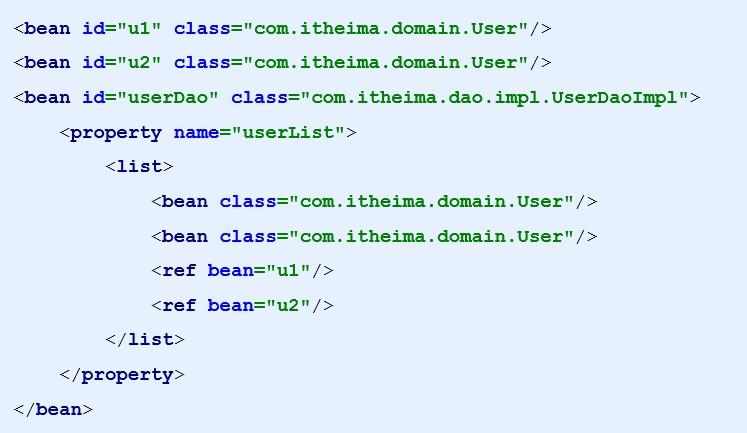 <bean id="u1" class="com.itheima.domain.User"/>
<bean id="u2" class="com.itheima.domain.User"/>
<bean id="userDao" class="com.itheima.dao.impl.UserDaoImpl">
    <property name="userList">
        <list>
            <bean class="com.itheima.domain.User"/>
            <bean class="com.itheima.domain.User"/>
            <ref bean="u1"/>
            <ref bean="u2"/>
        </list>
    </property>
</bean>